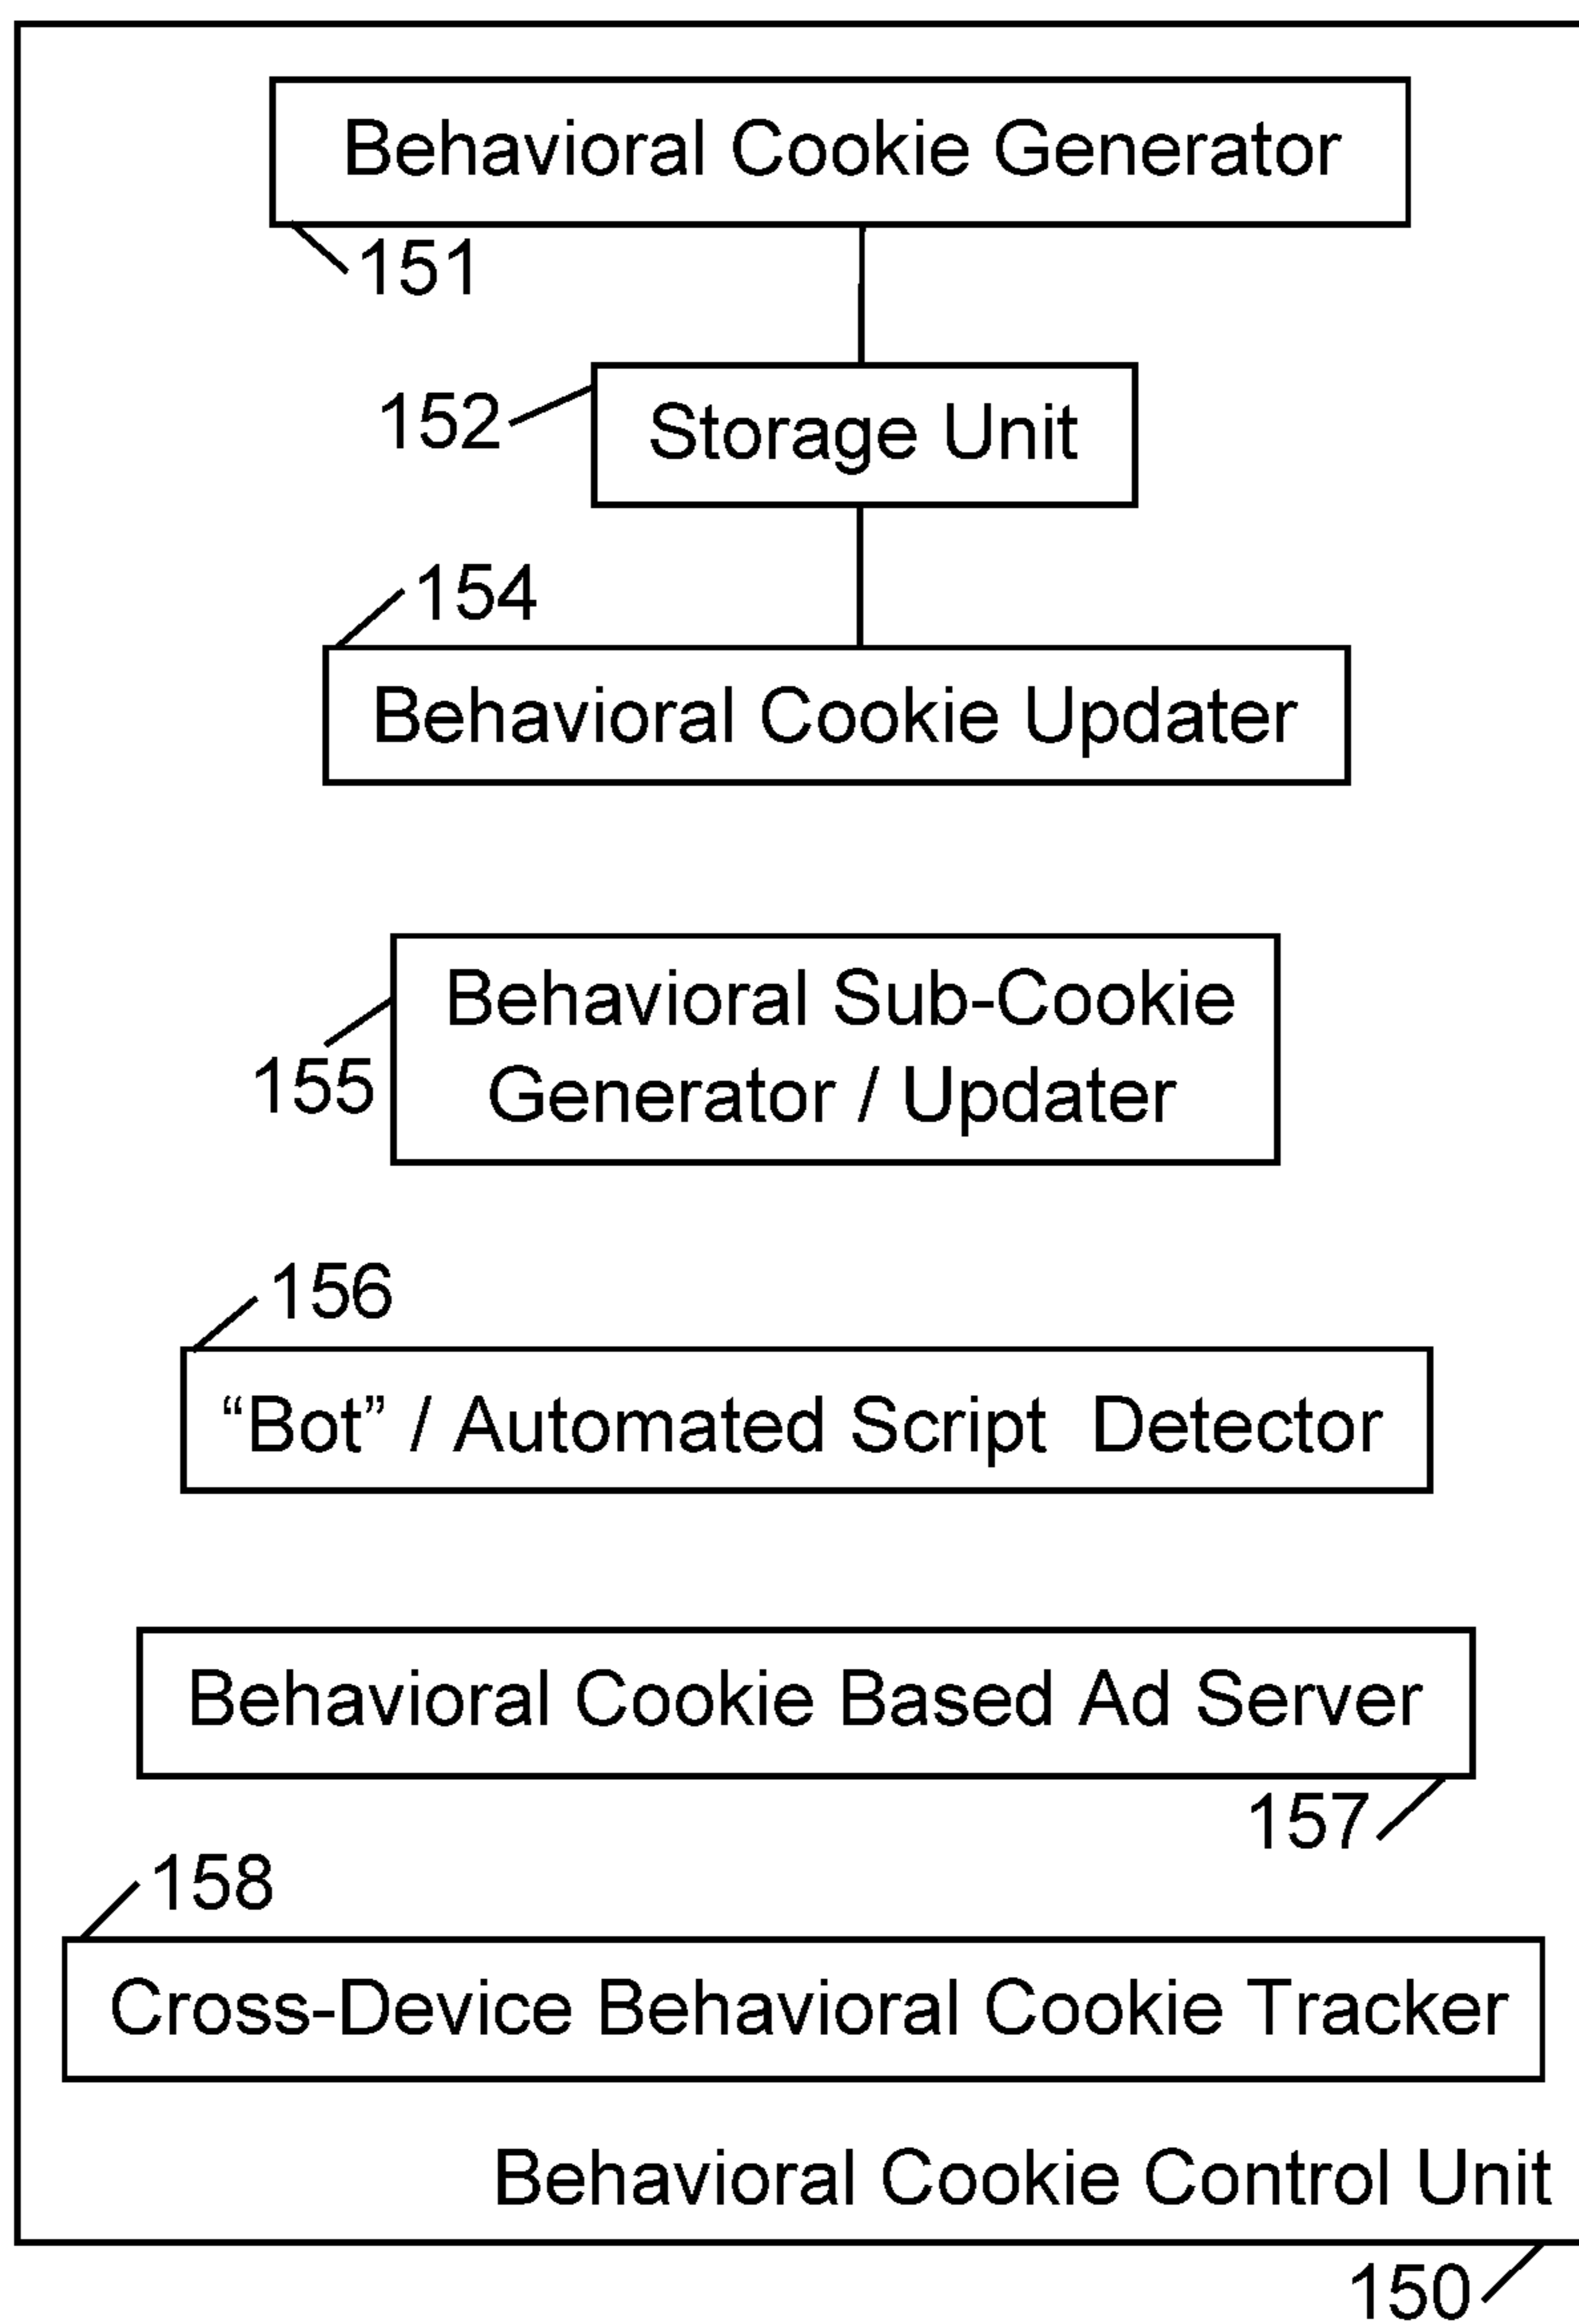 Behavioral Cookie Generator
151
152
Storage Unit
154
Behavioral Cookie Updater
Behavioral Sub-Cookie
155
Generator / Updater
156
“Bot” / Automated Script Detector
Behavioral Cookie Based Ad Server
157
158
Cross-Device Behavioral Cookie Tracker
Behavioral Cookie Control Unit
150